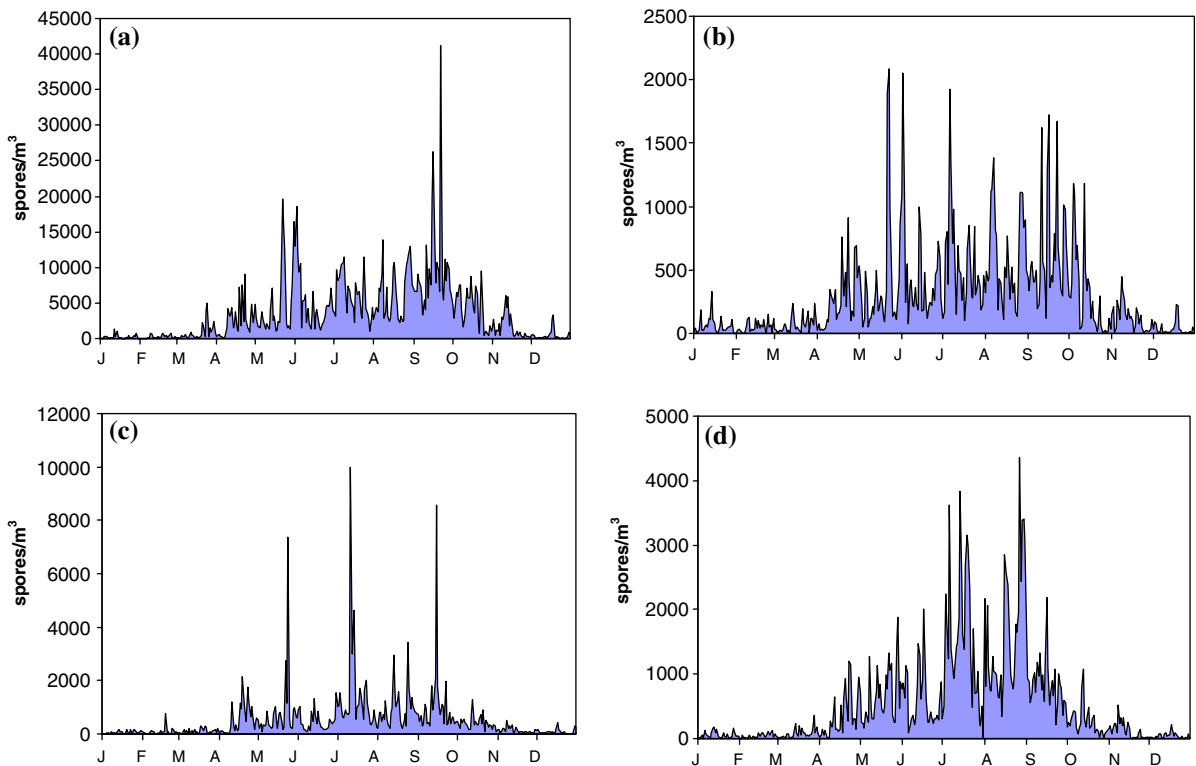 (a)
45000
40000
35000
30000
25000
20000
15000
10000
5000
0
spores/m³
J F M A M J J A S O N D
(b)
2500
2000
1500
1000
500
0
spores/m³
J F M A M J J A S O N D
(c)
12000
10000
8000
6000
4000
2000
0
spores/m³
J F M A M J J A S O N D
(d)
5000
4000
3000
2000
1000
0
spores/m³
J F M A M J J A S O N D